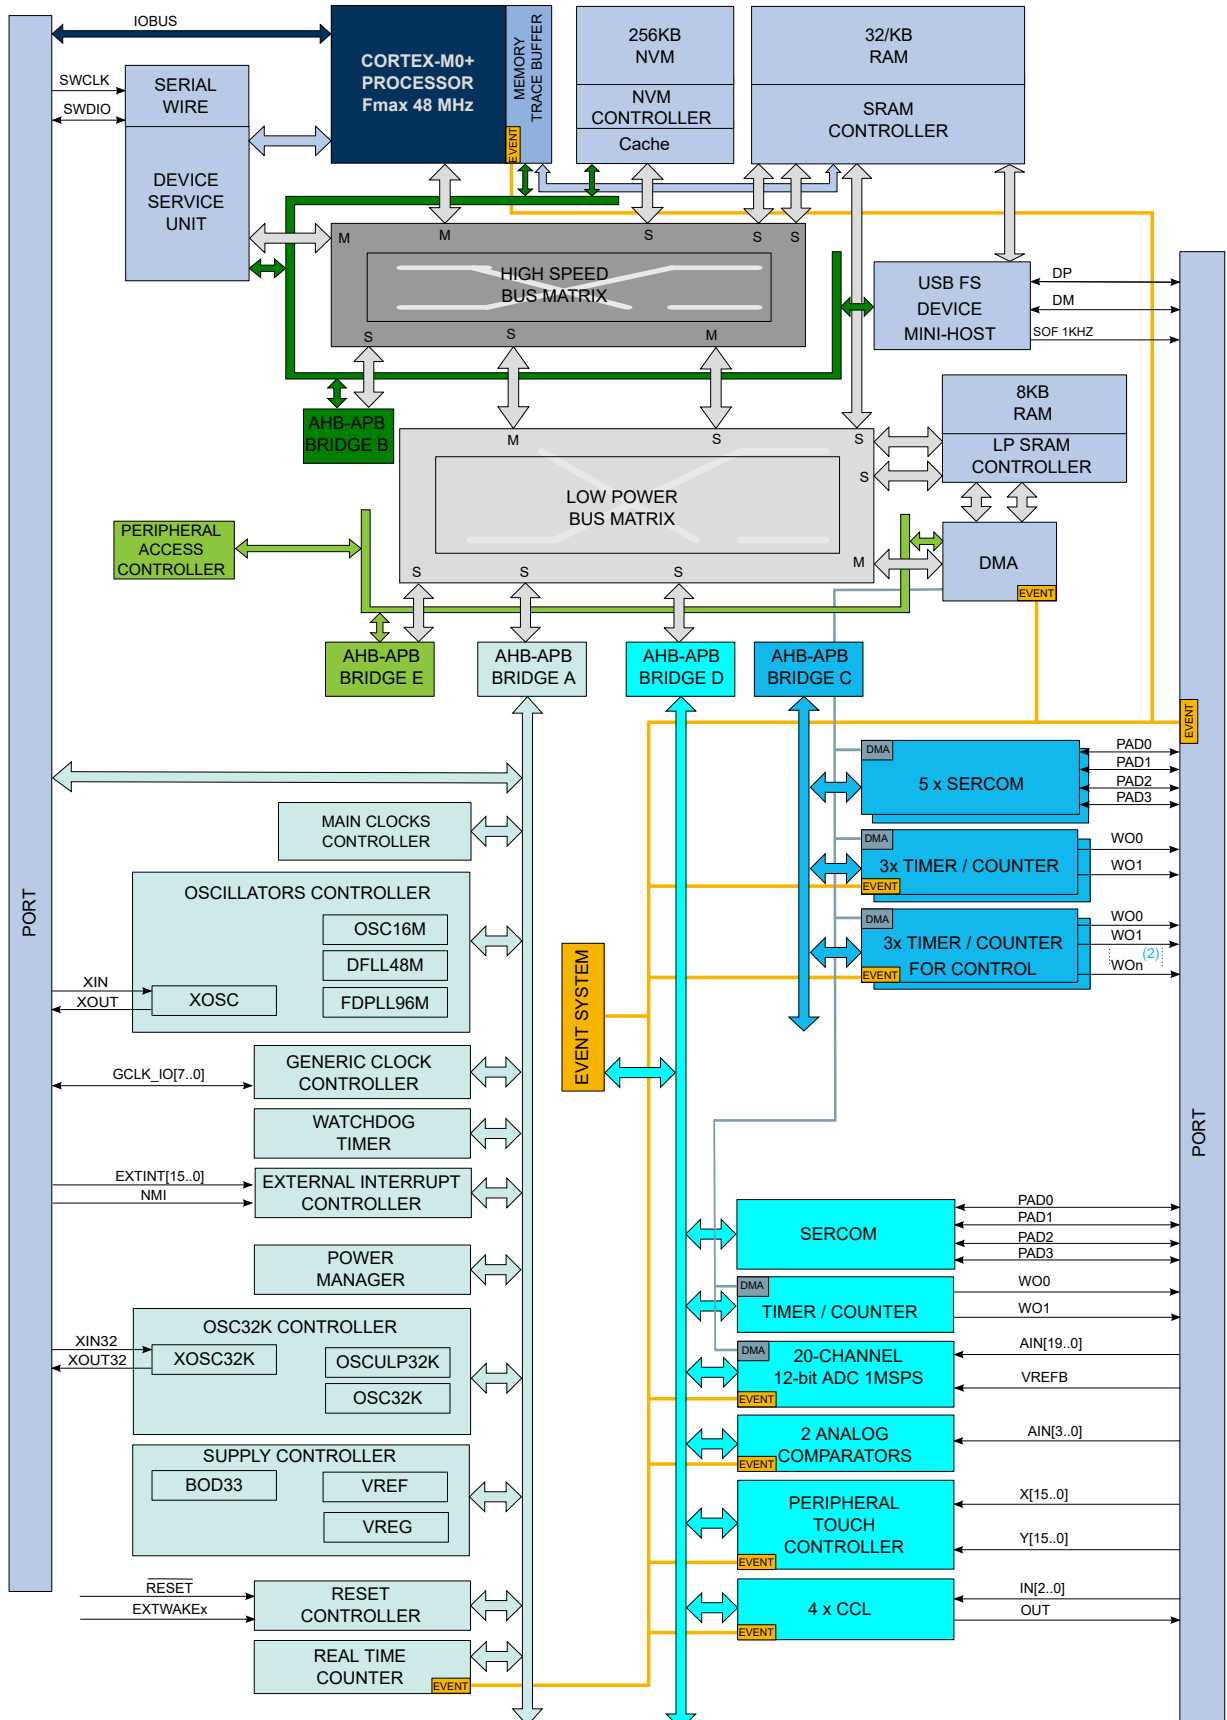 IOBUS
CORTEX-M0+
PROCESSOR
Fmax 48 MHz
MEMORY
TRACE BUFFER
EVENT
256KB
NVM
NVM
CONTROLLER
Cache
32/KB
RAM
SRAM
CONTROLLER
SWCLK
SWDIO
SERIAL
WIRE
DEVICE
SERVICE
UNIT
M
M
S
S
S
HIGH SPEED
BUS MATRIX
S
S
M
USB FS
DEVICE
MINI-HOST
DP
DM
SOF 1KHZ
AHB-APB
BRIDGE B
8KB
RAM
LP SRAM
CONTROLLER
M
S
S
S
LOW POWER
BUS MATRIX
M
S
S
S
PERIPHERAL
ACCESS
CONTROLLER
DMA
EVENT
AHB-APB
BRIDGE E
AHB-APB
BRIDGE A
AHB-APB
BRIDGE D
AHB-APB
BRIDGE C
EVENT
PORT
PORT
DMA
5 x SERCOM
PAD0
PAD1
PAD2
PAD3
MAIN CLOCKS
CONTROLLER
DMA
3x TIMER / COUNTER
EVENT
WO0
WO1
OSCILLATORS CONTROLLER
OSC16M
DFLL48M
FDPLL96M
XOSC
XIN
XOUT
DMA
3x TIMER / COUNTER
FOR CONTROL
EVENT
WO0
WO1
(2)
WOn
EVENT SYSTEM
GCLK_IO[7..0]
GENERIC CLOCK
CONTROLLER
WATCHDOG
TIMER
EXTINT[15..0]
NMI
EXTERNAL INTERRUPT
CONTROLLER
POWER
MANAGER
SERCOM
PAD0
PAD1
PAD2
PAD3
DMA
TIMER / COUNTER
WO0
WO1
OSC32K CONTROLLER
XIN32
XOUT32
XOSC32K
OSCULP32K
OSC32K
DMA
20-CHANNEL
12-bit ADC 1MSPS
EVENT
AIN[19..0]
VREFB
2 ANALOG
COMPARATORS
EVENT
AIN[3..0]
SUPPLY CONTROLLER
BOD33
VREF
VREG
PERIPHERAL
TOUCH
CONTROLLER
EVENT
X[15..0]
Y[15..0]
RESET
EXTWAKEx
RESET
CONTROLLER
4 x CCL
EVENT
IN[2..0]
OUT
REAL TIME
COUNTER
EVENT